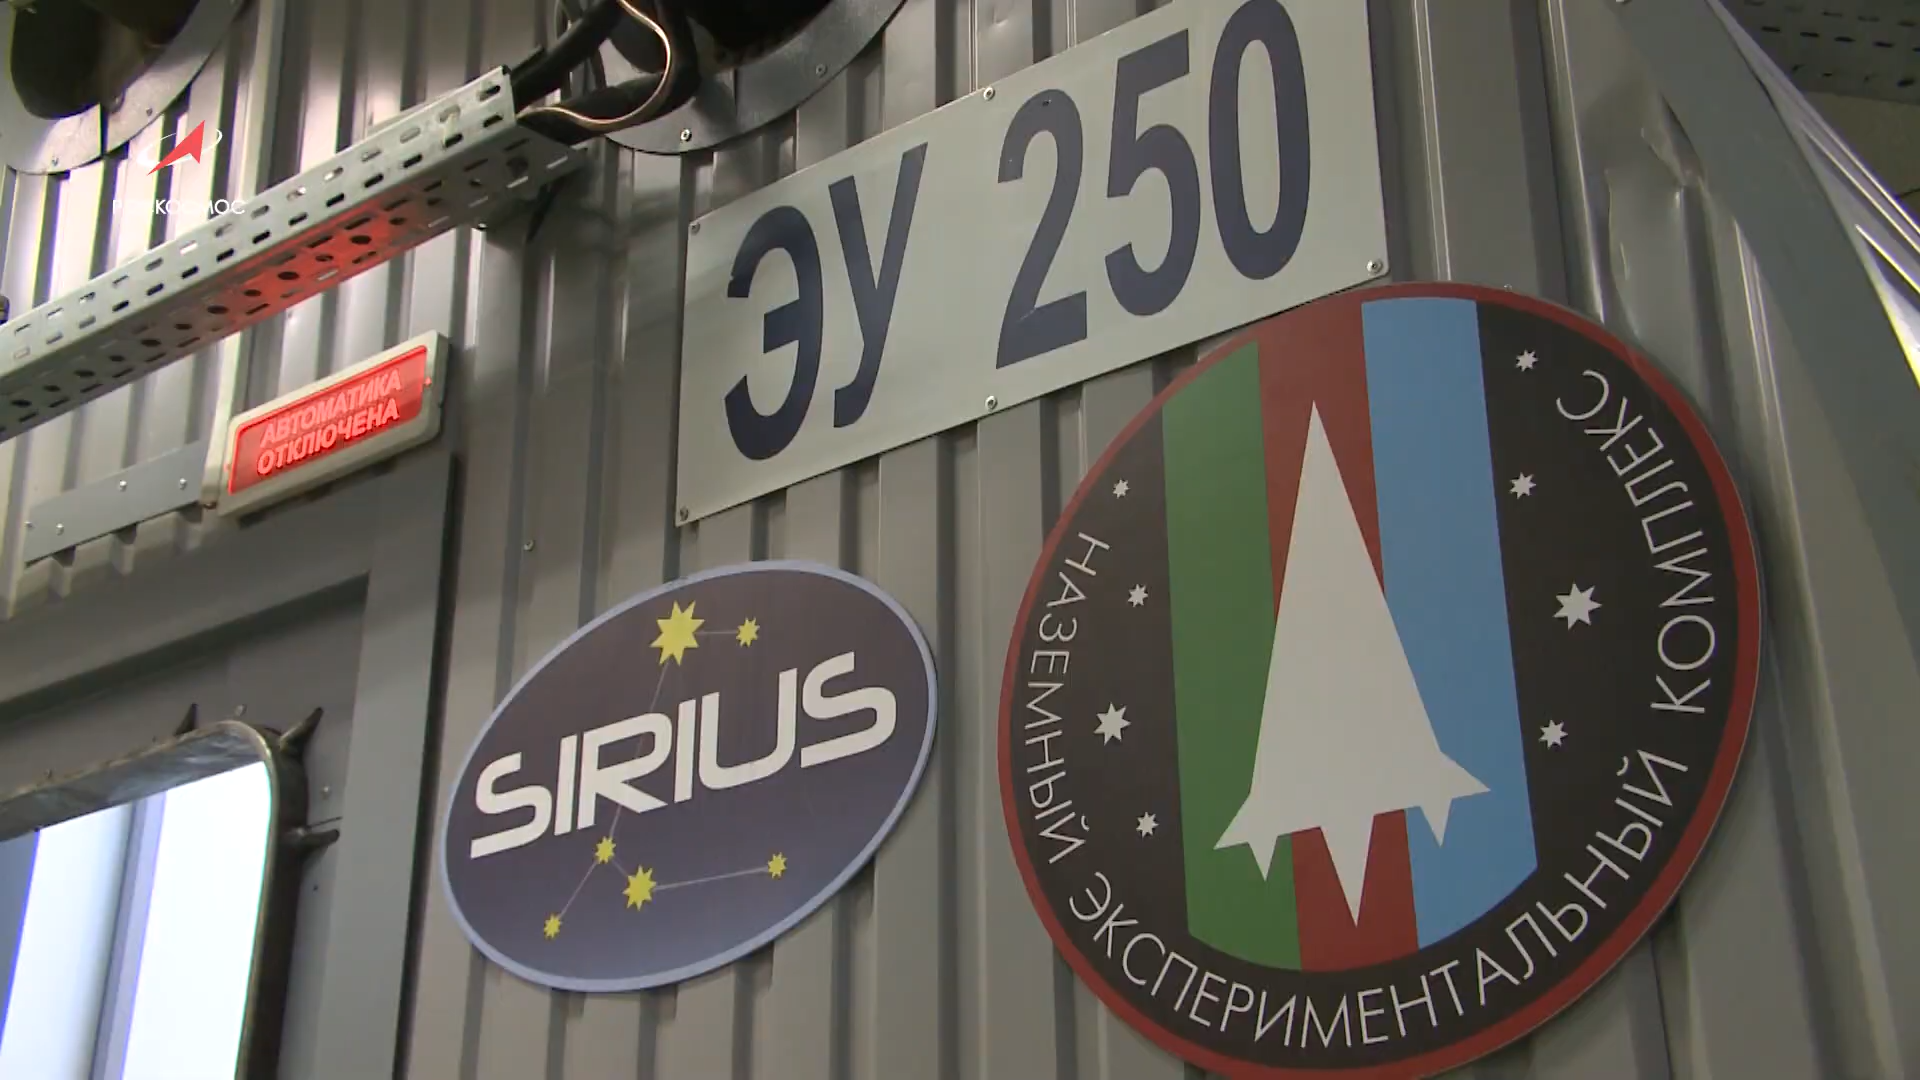 РОСКОСМОС
ЭУ 250
АВТОМАТИКА
ОТКЛЮЧЕНА
SIRIUS
НАЗЕМНЫЙ ЭКСПЕРИМЕНТАЛЬНЫЙ КОМПЛЕКС